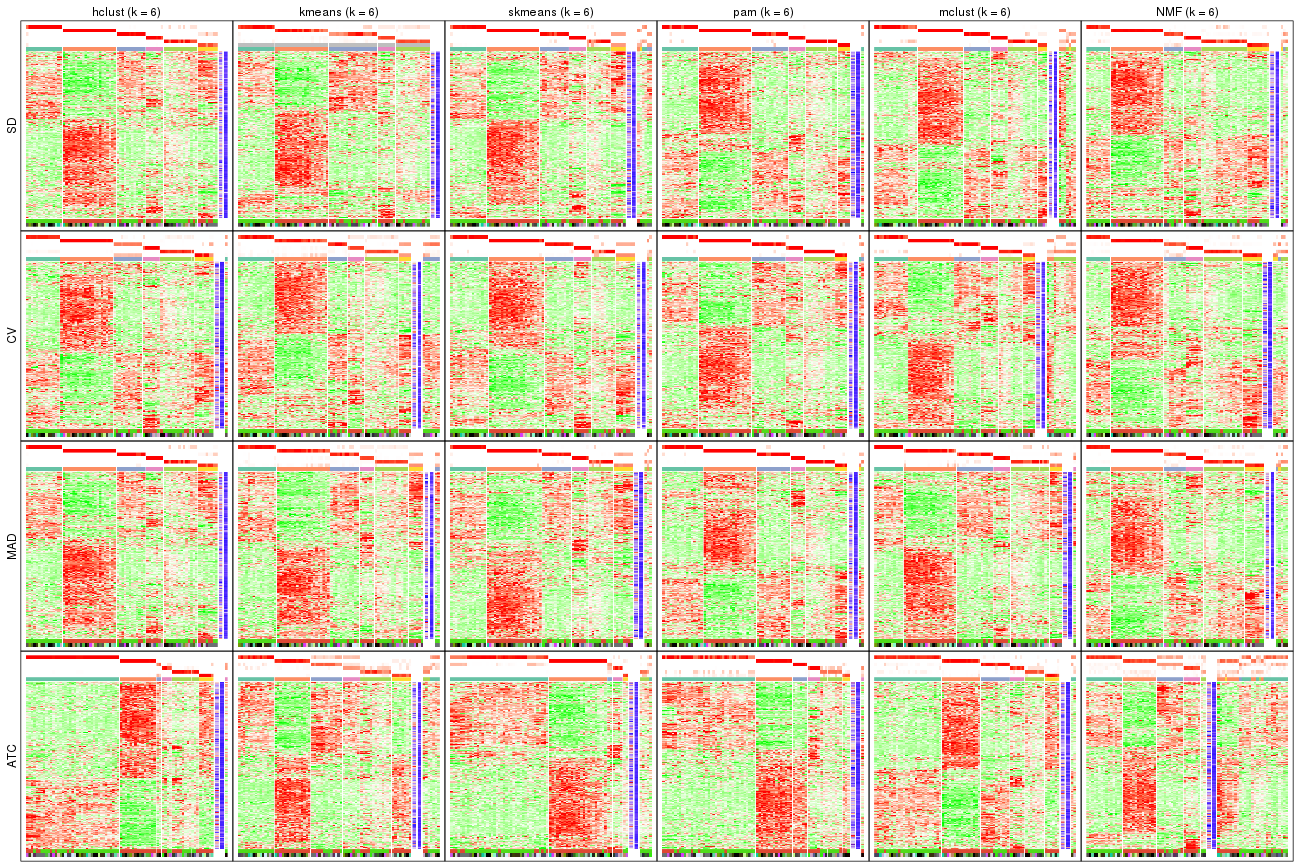 hclust (k = 6) kmeans (k = 6) skmeans (k = 6) pam (k = 6) mclust (k = 6) NMF (k = 6)
SD
CV
MAD
ATC